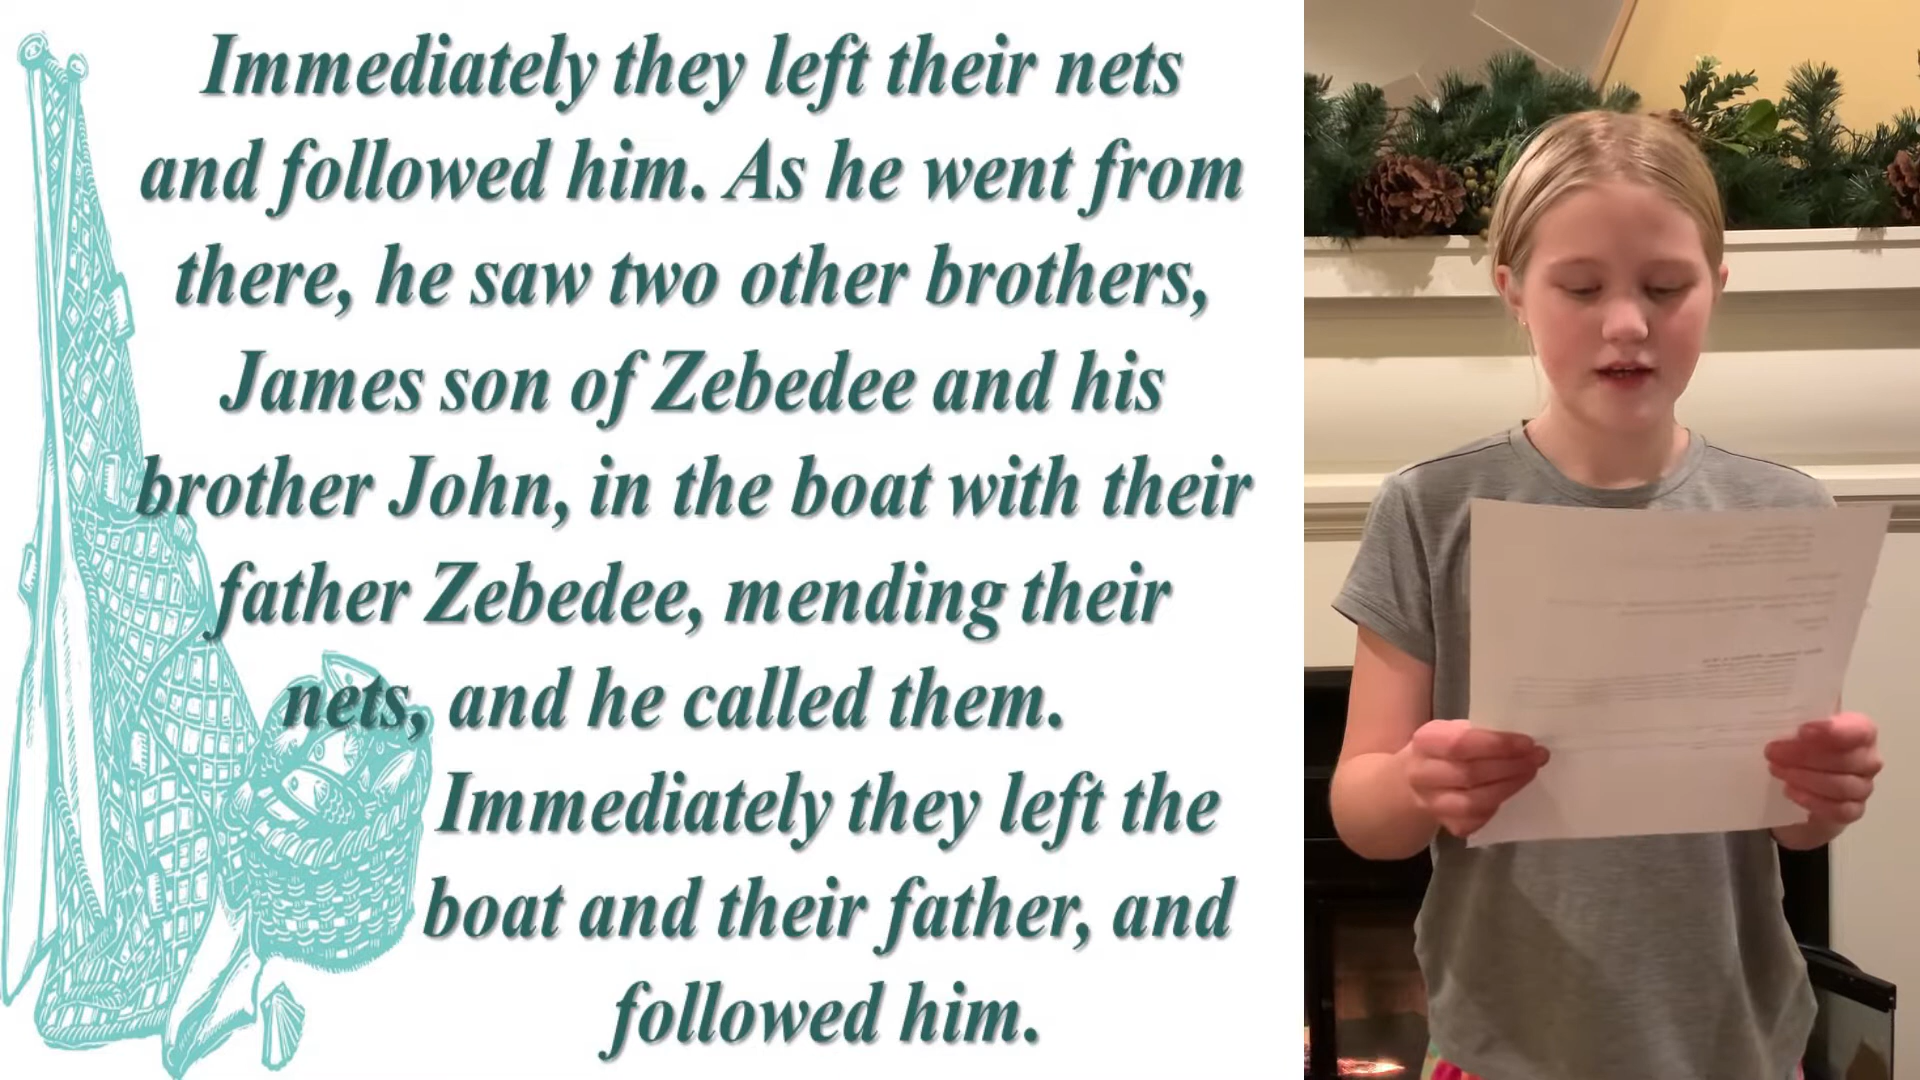 Immediately they left their nets
and followed him. As he went from
there, he saw two other brothers,
James son of Zebedee and his
brother John, in the boat with their
father Zebedee, mending their
nets, and he called them.
Immediately they left the
boat and their father, and
followed him.